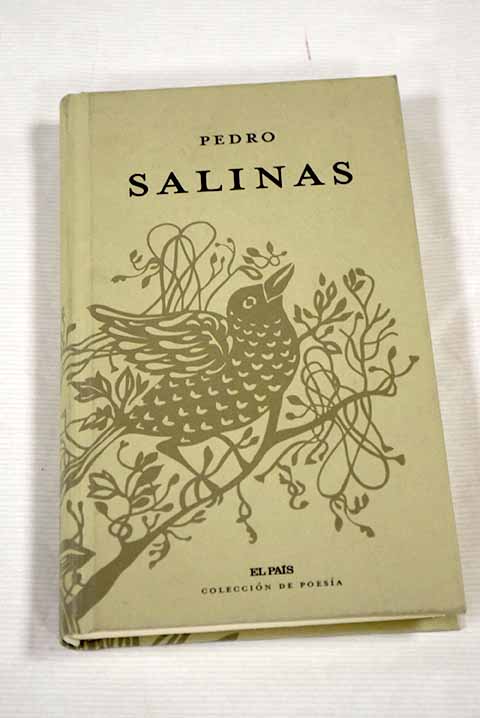 PEDRO
SALINAS
EL PAÍS
COLECCIÓN DE POESÍA